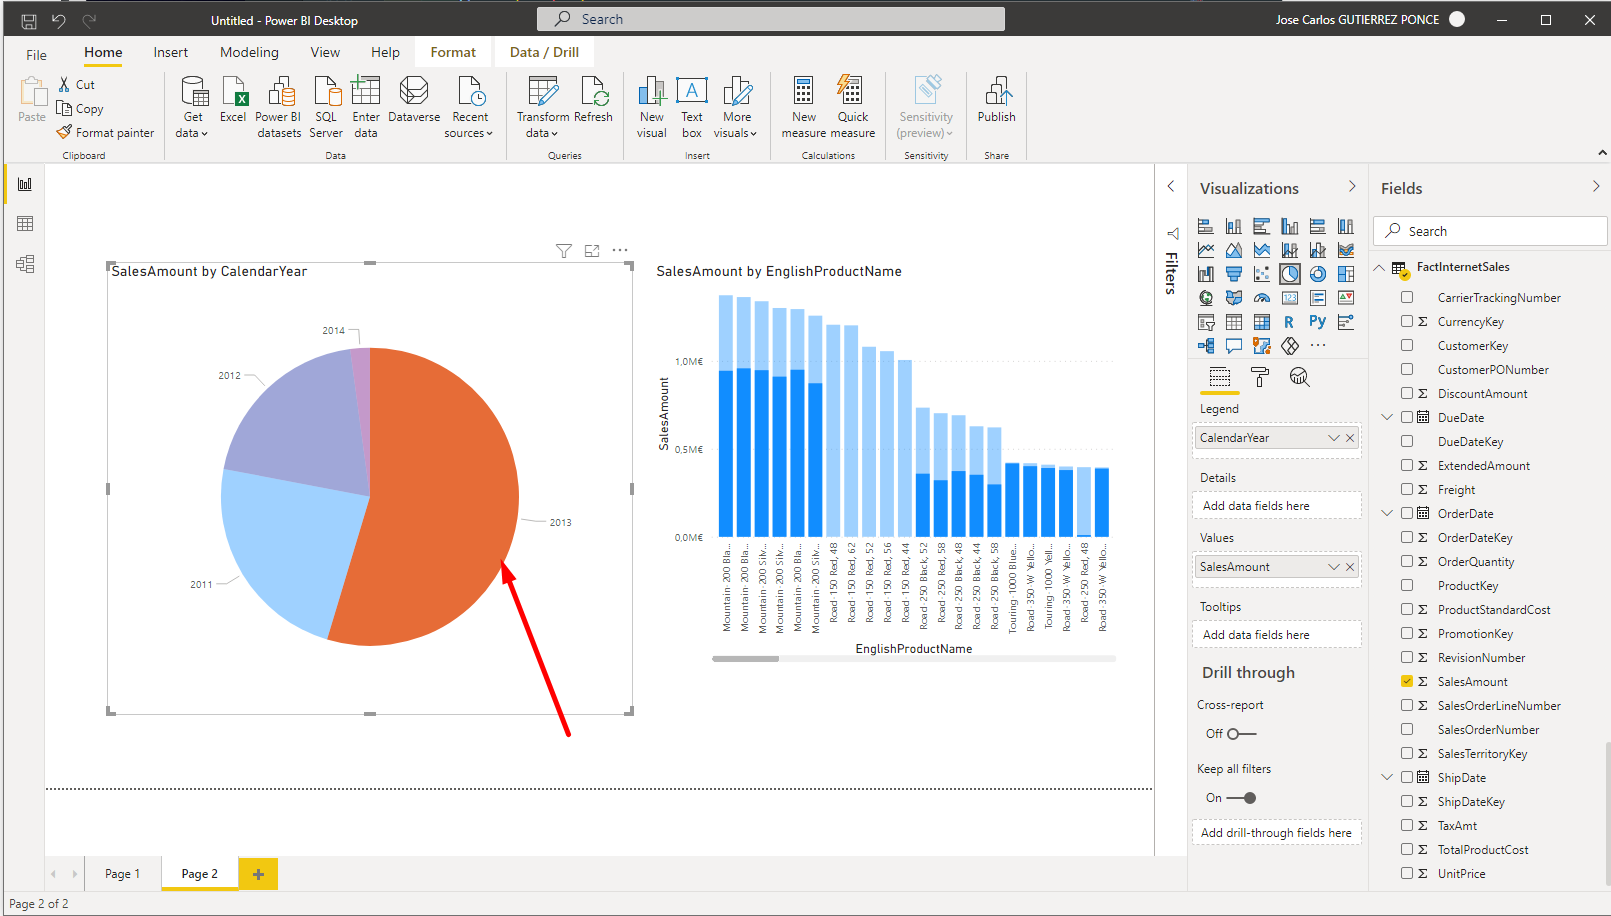 Untitled - Power BI Desktop
Search
Jose Carlos GUTIERREZ PONCE
File
Home
Insert
Modeling
View
Help
Format
Data / Drill
Paste
Cut
Copy
Format painter
Clipboard
Get data
Excel
Power BI datasets
SQL Server
Enter data
Dataverse
Recent sources
Data
Transform data
Refresh
Queries
New visual
Text box
More visuals
Insert
New measure
Quick measure
Calculations
Sensitivity (preview)
Sensitivity
Publish
Share
SalesAmount by CalendarYear
2014
2012
2011
2013
SalesAmount by EnglishProductName
SalesAmount
1,0M€
0,5M€
0,0M€
Mountain-200 Bla...
Mountain-200 Bla...
Mountain-200 Silv...
Mountain-200 Silv...
Mountain-200 Bla...
Mountain-200 Silv...
Road-150 Red, 48
Road-150 Red, 62
Road-150 Red, 52
Road-150 Red, 56
Road-150 Red, 44
Road-250 Black, 52
Road-250 Red, 58
Road-250 Black, 48
Road-250 Black, 44
Road-250 Black, 58
Touring-1000 Blue...
Road-350-W Yello...
Touring-1000 Yell...
Road-350-W Yello...
Road-250 Red, 48
Road-350-W Yello...
EnglishProductName
Filters
Visualizations
123
R
Py
Legend
CalendarYear
Details
Add data fields here
Values
SalesAmount
Tooltips
Add data fields here
Drill through
Cross-report
Off
Keep all filters
On
Add drill-through fields here
Fields
Search
FactInternetSales
CarrierTrackingNumber
CurrencyKey
CustomerKey
CustomerPONumber
DiscountAmount
DueDate
DueDateKey
ExtendedAmount
Freight
OrderDate
OrderDateKey
OrderQuantity
ProductKey
ProductStandardCost
PromotionKey
RevisionNumber
SalesAmount
SalesOrderLineNumber
SalesOrderNumber
SalesTerritoryKey
ShipDate
ShipDateKey
TaxAmt
TotalProductCost
UnitPrice
Page 1
Page 2
Page 2 of 2